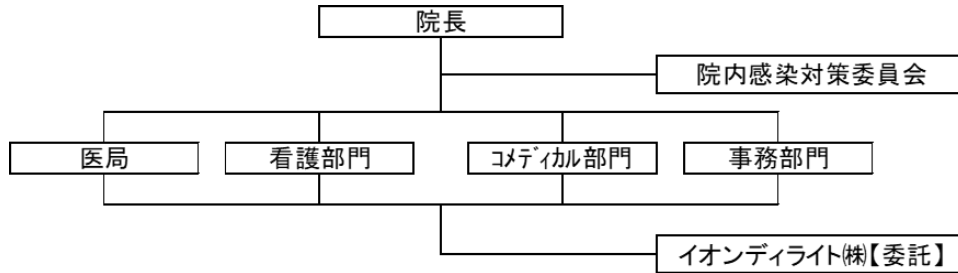 院長
院内感染対策委員会
医局
看護部門
ｺﾒﾃﾞｨｶﾙ部門
事務部門
イオンディライト㈱【委託】